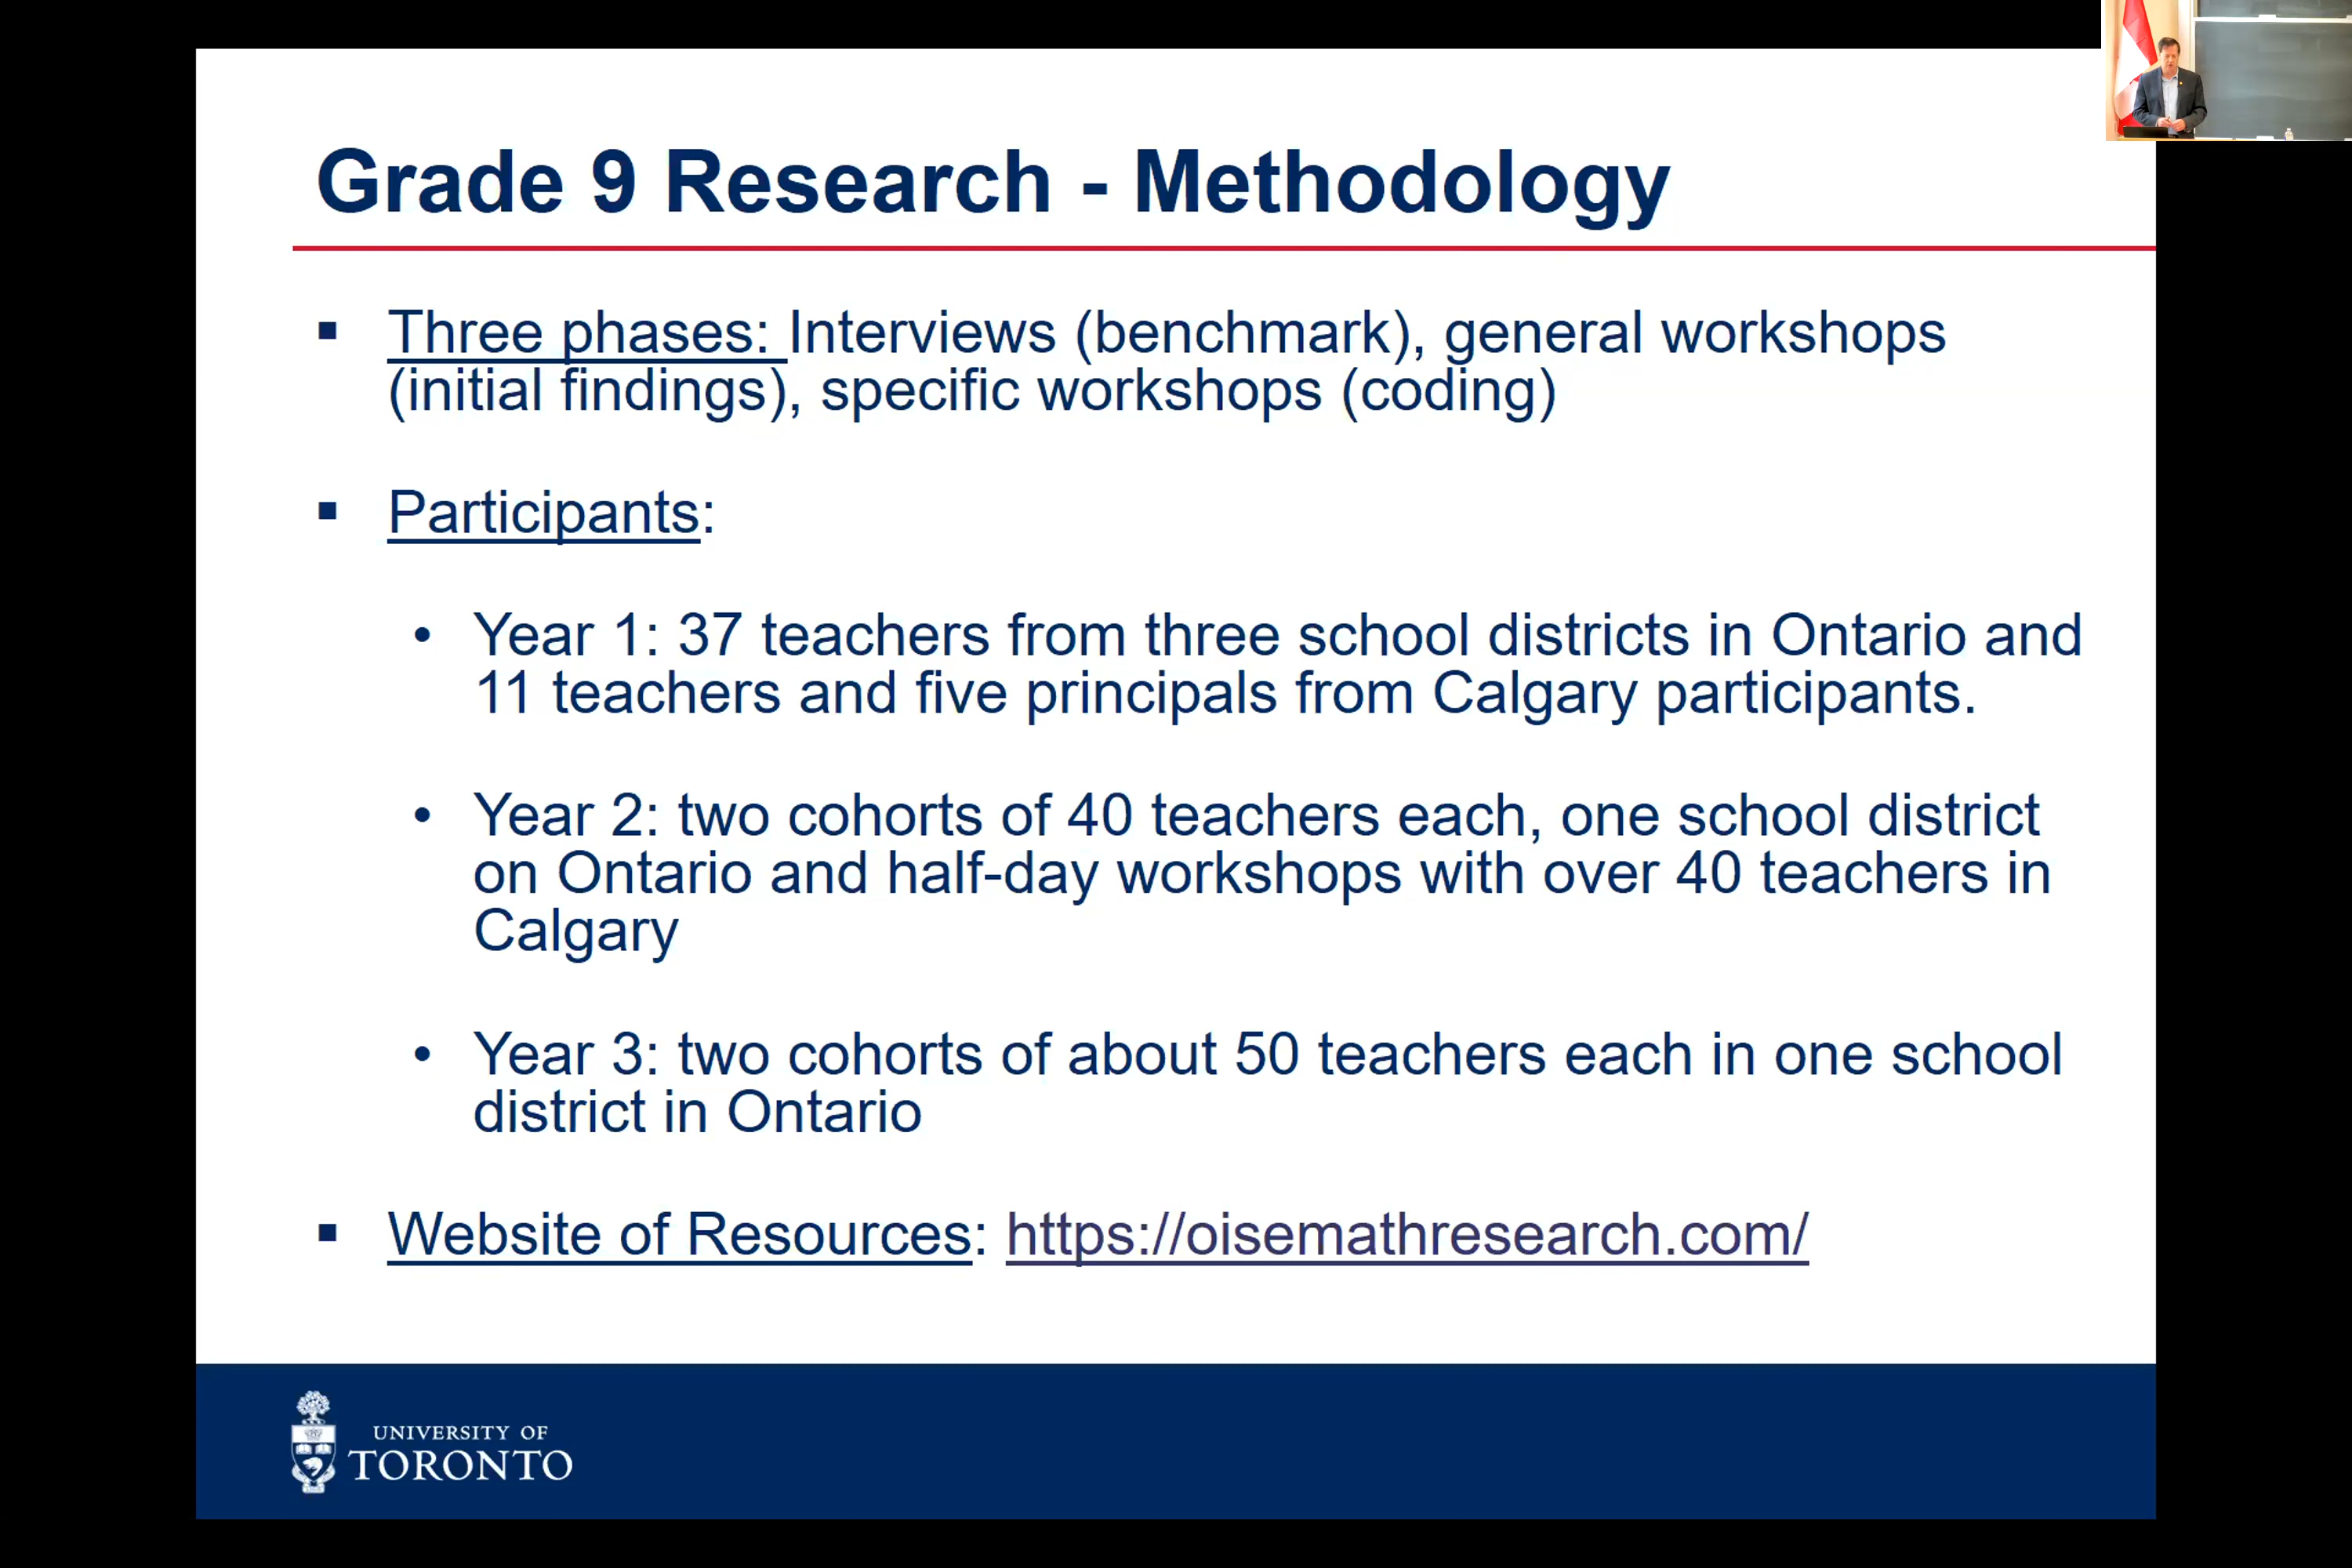 Grade 9 Research - Methodology
▪ Three phases: Interviews (benchmark), general workshops
(initial findings), specific workshops (coding)
▪ Participants:
• Year 1: 37 teachers from three school districts in Ontario and
11 teachers and five principals from Calgary participants.
• Year 2: two cohorts of 40 teachers each, one school district
on Ontario and half-day workshops with over 40 teachers in
Calgary
• Year 3: two cohorts of about 50 teachers each in one school
district in Ontario
▪ Website of Resources: https://oisemathresearch.com/
UNIVERSITY OF
TORONTO